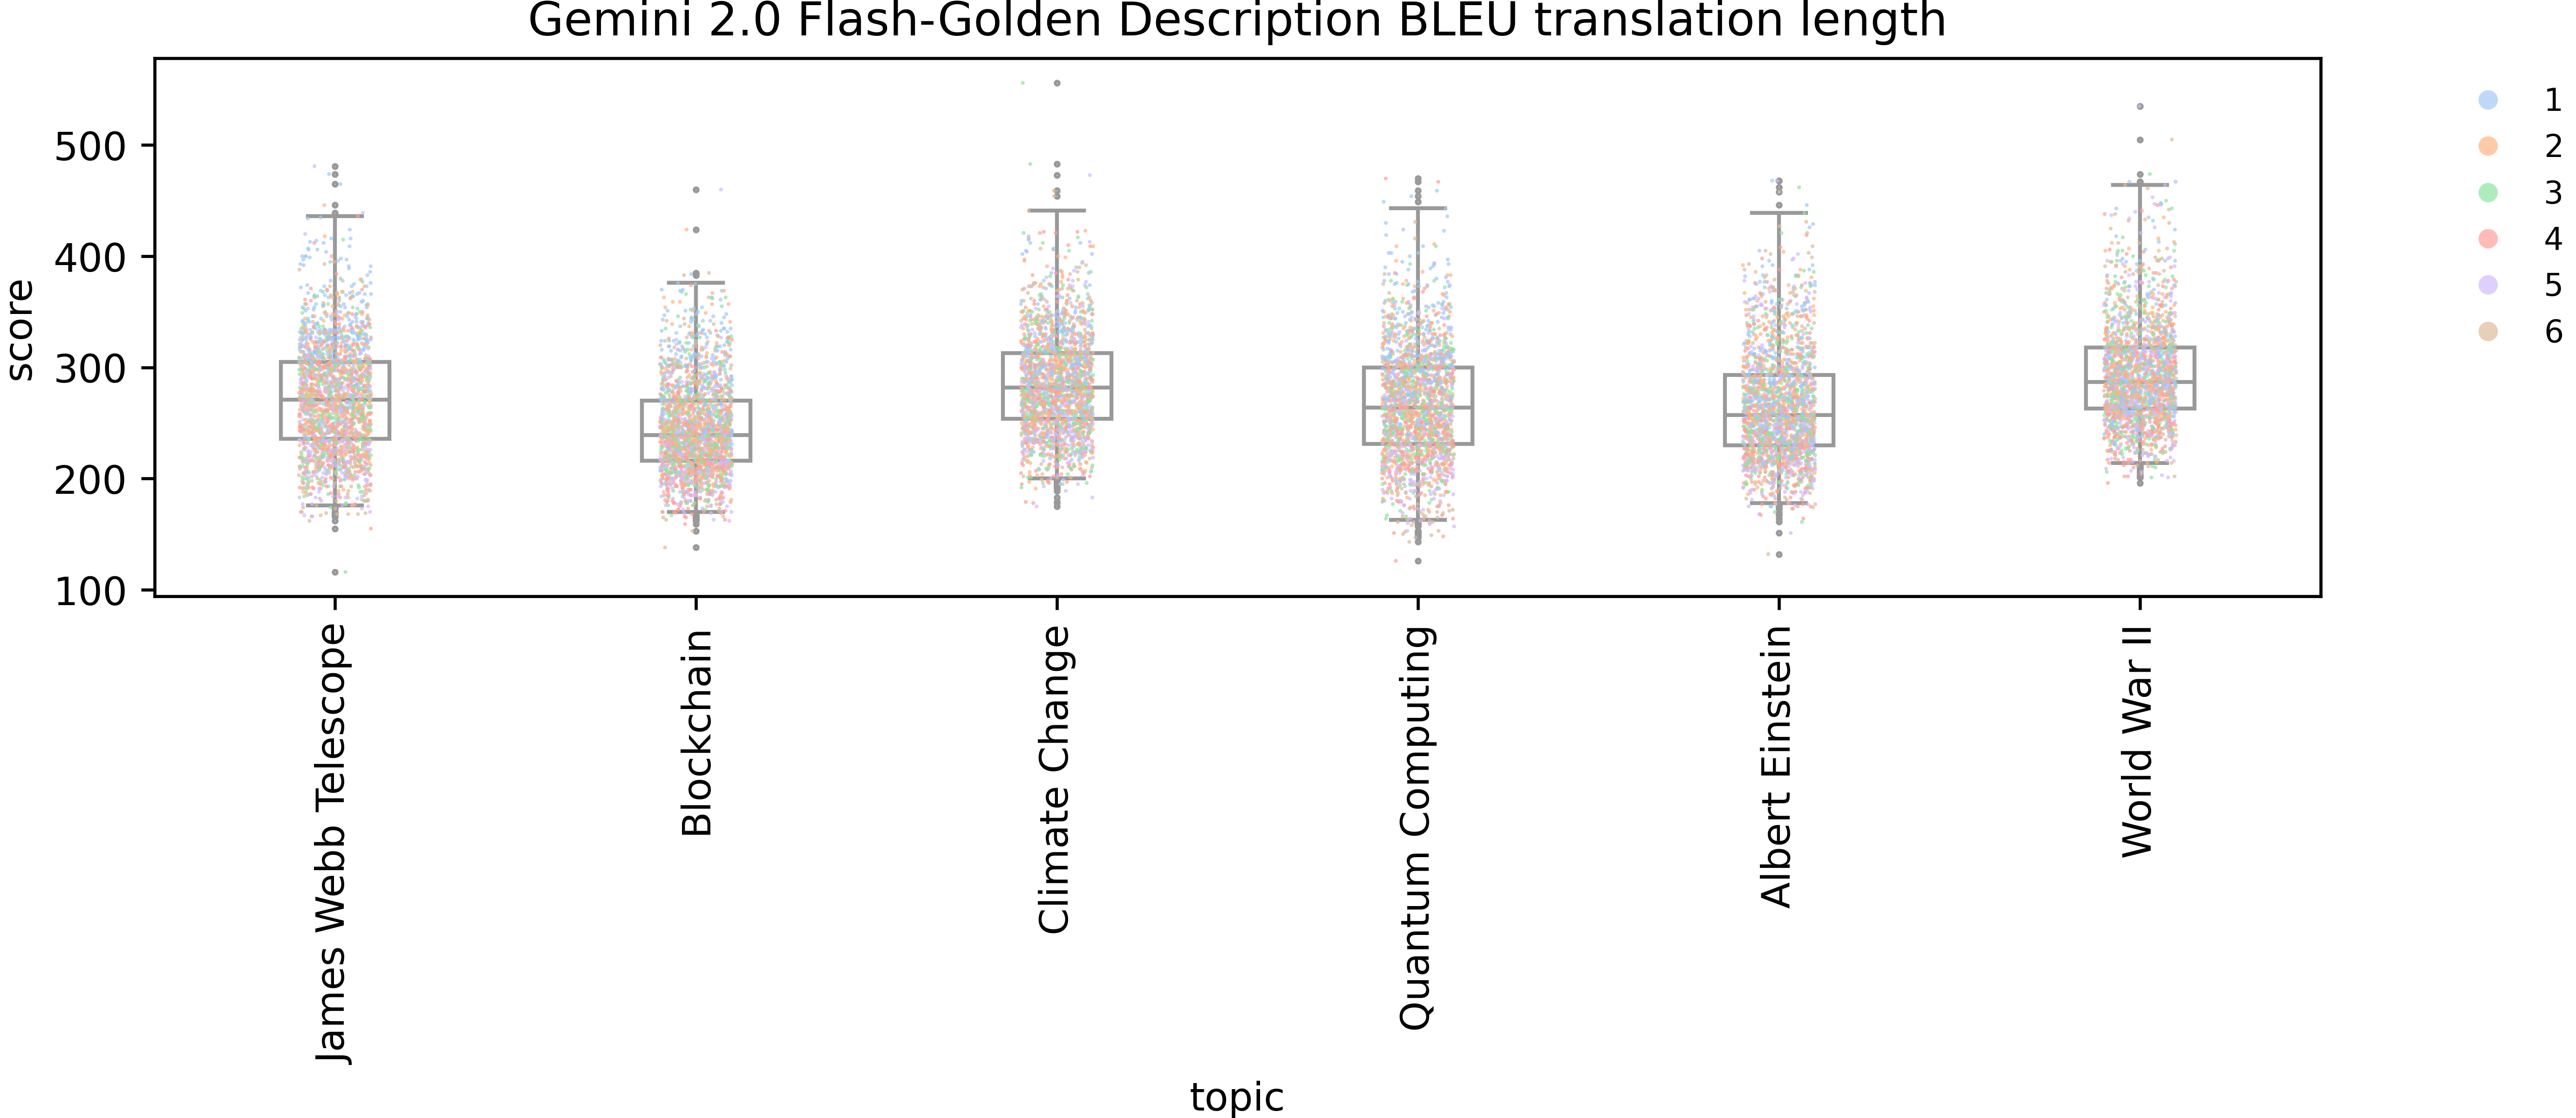 Gemini 2.0 Flash-Golden Description BLEU translation length
score
500
400
300
200
100
James Webb Telescope
Blockchain
Climate Change
Quantum Computing
Albert Einstein
World War II
topic
1
2
3
4
5
6